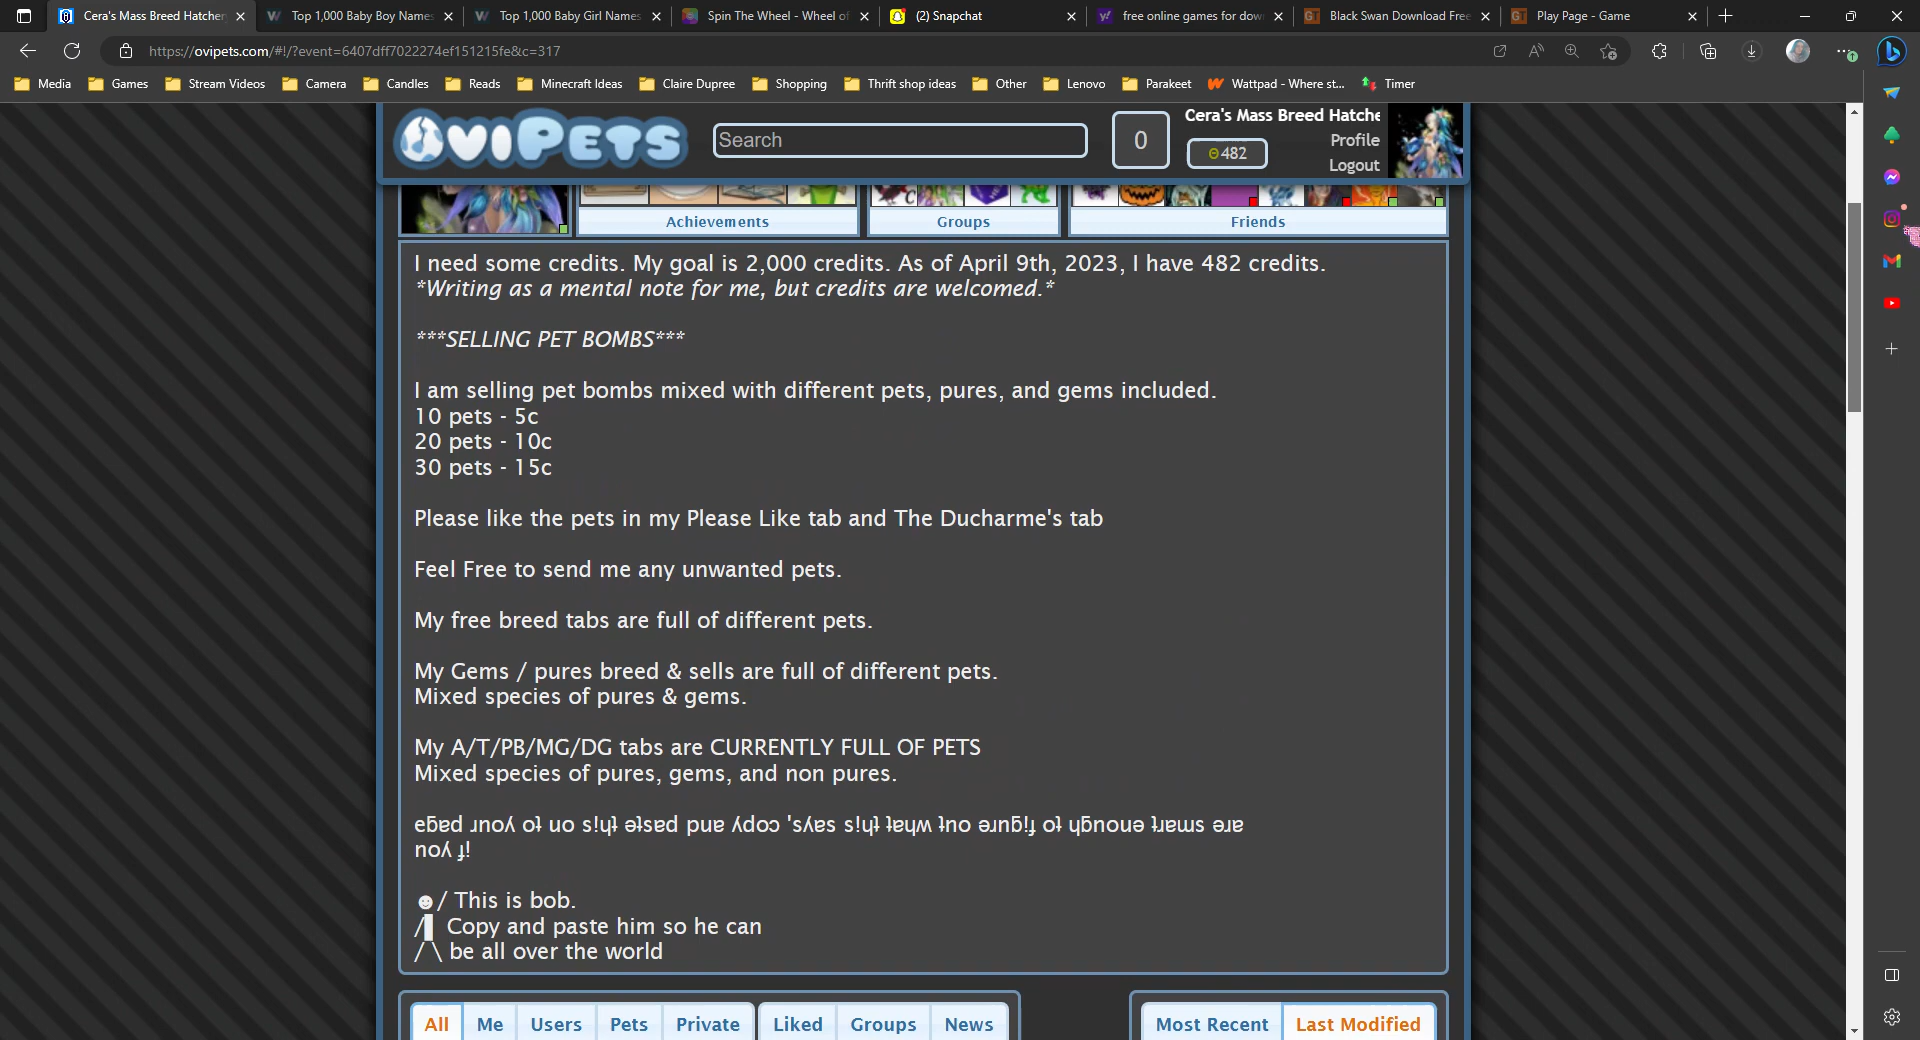 Cera's Mass Breed Hatcher
Top 1,000 Baby Boy Names
Top 1,000 Baby Girl Names
Spin The Wheel - Wheel of
(2) Snapchat
free online games for dow
Black Swan Download Free
Play Page - Game
https://ovipets.com/#!/?event=6407dff7022274ef151215fe&c=317
Media
Games
Stream Videos
Camera
Candles
Reads
Minecraft Ideas
Claire Dupree
Shopping
Thrift shop ideas
Other
Lenovo
Parakeet
Wattpad - Where st...
Timer
OviPets
Search
0
Cera's Mass Breed Hatche
482
Profile
Logout
Achievements
Groups
Friends
I need some credits. My goal is 2,000 credits. As of April 9th, 2023, I have 482 credits.
*Writing as a mental note for me, but credits are welcomed.*
***SELLING PET BOMBS***
I am selling pet bombs mixed with different pets, pures, and gems included.
10 pets - 5c
20 pets - 10c
30 pets - 15c
Please like the pets in my Please Like tab and The Ducharme's tab
Feel Free to send me any unwanted pets.
My free breed tabs are full of different pets.
My Gems / pures breed & sells are full of different pets.
Mixed species of pures & gems.
My A/T/PB/MG/DG tabs are CURRENTLY FULL OF PETS
Mixed species of pures, gems, and non pures.
ǝƃɐd ɹnoʎ oʇ uo s!ɥʇ ǝʇsɐd puɐ ʎdoɔ 'sʎɐs s!ɥʇ ʇɐɥʍ ʇno ǝɹnƃ!ɟ oʇ ɥƃnouǝ ʇɹɐɯs ǝɹɐ
noʎ ɟ!
☻/ This is bob.
/▌ Copy and paste him so he can
/ \ be all over the world
All
Me
Users
Pets
Private
Liked
Groups
News
Most Recent
Last Modified